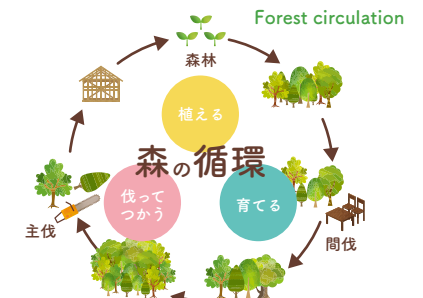 Forest circulation
森林
植える
森の循環
伐って
つかう
育てる
主伐
間伐